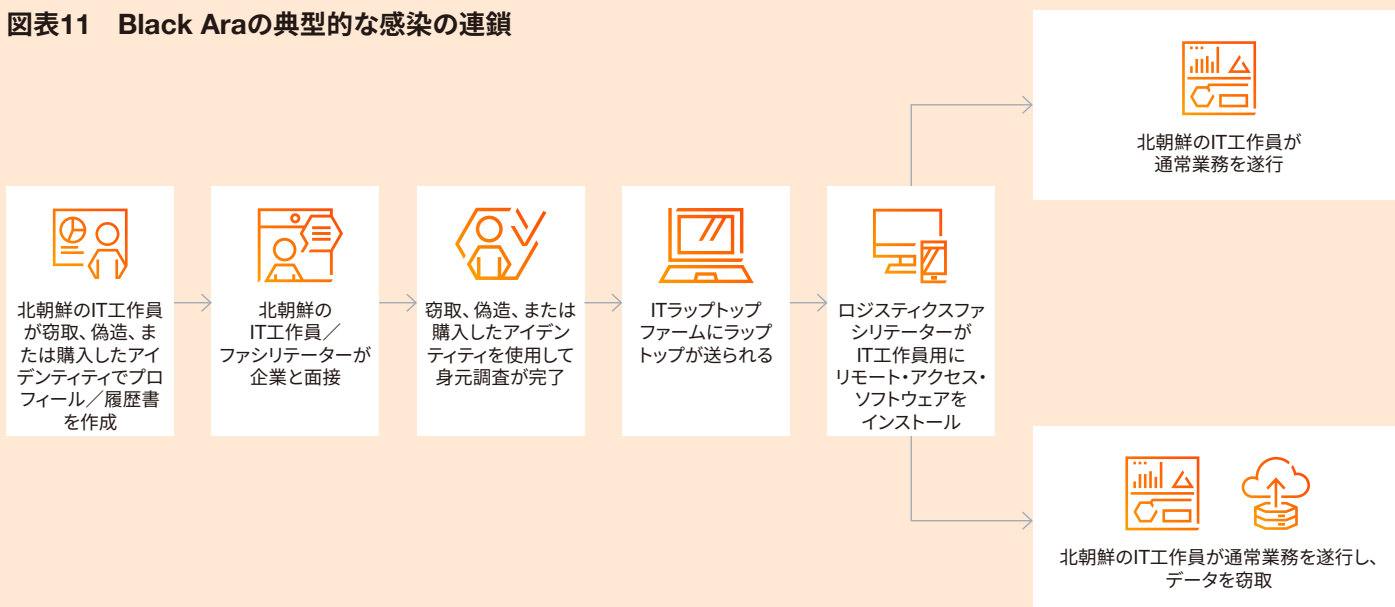 図表11 Black Araの典型的な感染の連鎖
北朝鮮のIT工作員
が窃取、偽造、ま
たは購入したアイ
デンティティでプロ
フィール／履歴書
を作成
北朝鮮の
IT工作員／
ファシリテーターが
企業と面接
窃取、偽造、または
購入したアイデン
ティティを使用して
身元調査が完了
ITラップトップ
ファームにラップ
トップが送られる
ロジスティクスファ
シリテーターが
IT工作員用に
リモート・アクセス・
ソフトウェアを
インストール
北朝鮮のIT工作員が
通常業務を遂行
北朝鮮のIT工作員が通常業務を遂行し、
データを窃取